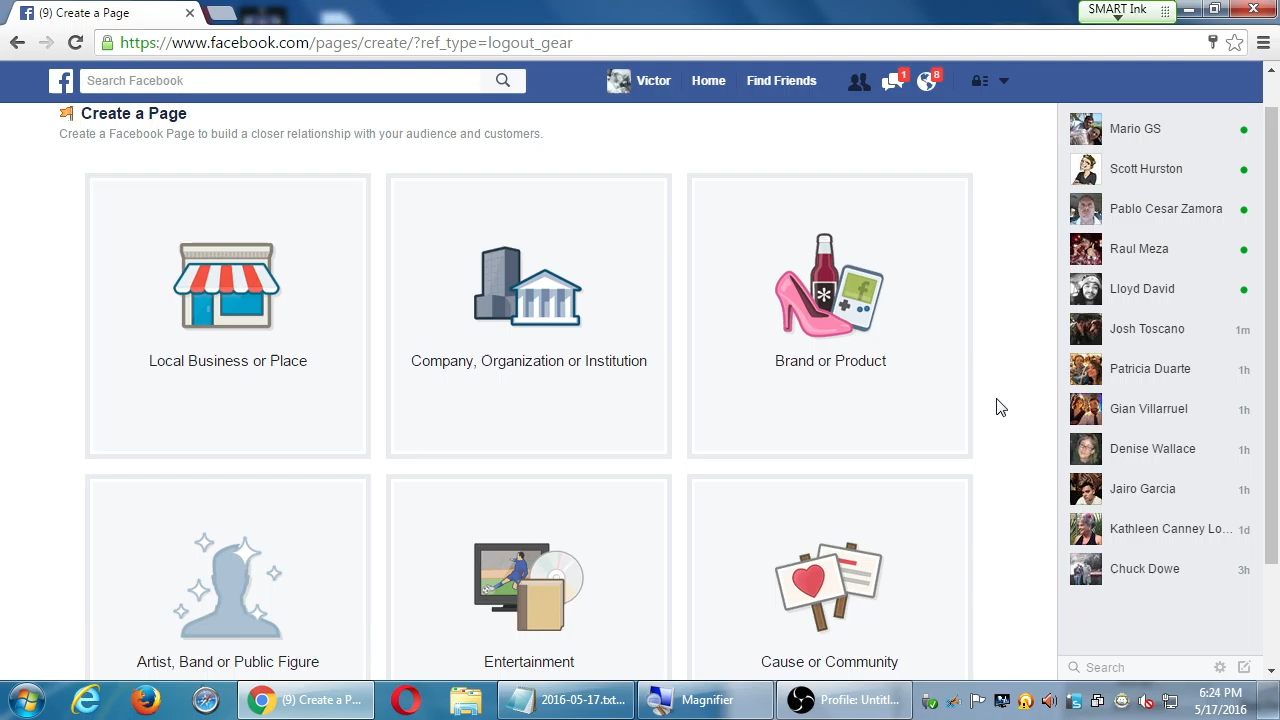 (9) Create a Page
SMART Ink
https://www.facebook.com/pages/create/?ref_type=logout_gear
Search Facebook
Victor
Home
Find Friends
1
8
Create a Page
Create a Facebook Page to build a closer relationship with your audience and customers.
Local Business or Place
Company, Organization or Institution
Brand or Product
Artist, Band or Public Figure
Entertainment
Cause or Community
Mario GS
Scott Hurston
Pablo Cesar Zamora
Raul Meza
Lloyd David
Josh Toscano 1m
Patricia Duarte 1h
Gian Villarruel 1h
Denise Wallace 1h
Jairo Garcia 1h
Kathleen Canney Lo... 1d
Chuck Dowe 3h
Search
(9) Create a P...
2016-05-17.txt...
Magnifier
Profile: Untitl...
6:24 PM
5/17/2016